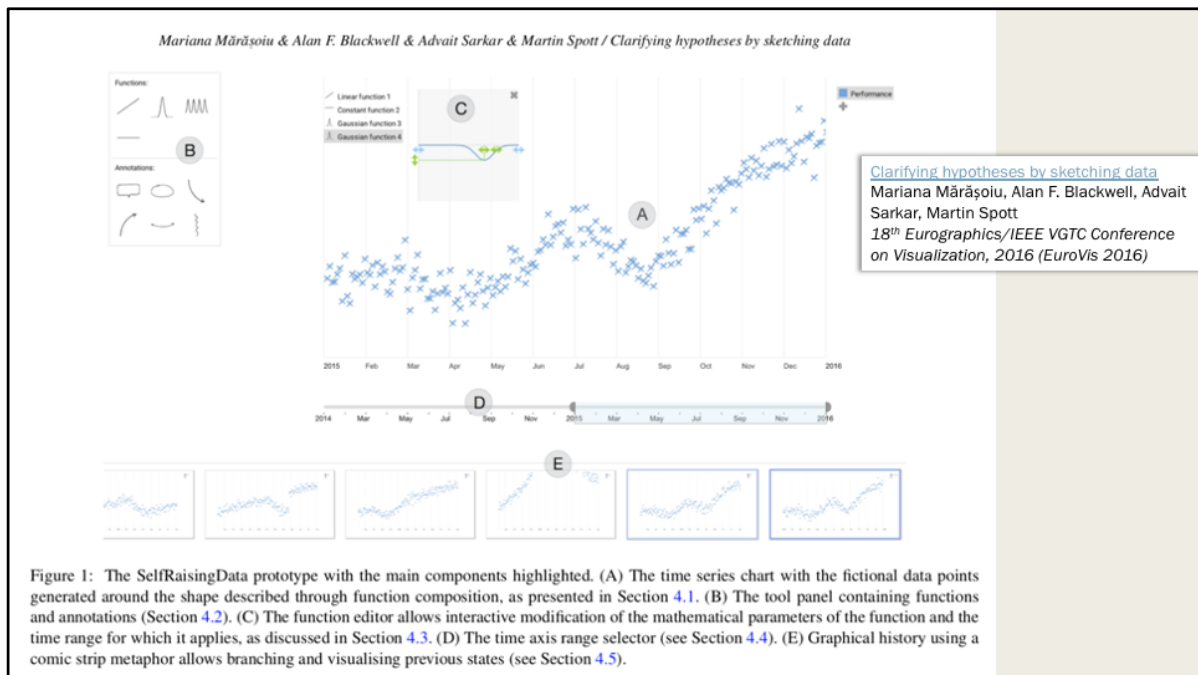 Mariana Mărășoiu & Alan F. Blackwell & Advait Sarkar & Martin Spott / Clarifying hypotheses by sketching data
Functions:
B
Annotations:
Linear function 1
Constant function 2
Gaussian function 3
Gaussian function 4
C
A
Performance
2015 Feb Mar Apr May Jun Jul Aug Sep Oct Nov Dec 2016
D
2014 Mar May Jul Sep Nov 2015 Mar May Jul Sep Nov 2016
E
Clarifying hypotheses by sketching data
Mariana Mărășoiu, Alan F. Blackwell, Advait
Sarkar, Martin Spott
18th Eurographics/IEEE VGTC Conference
on Visualization, 2016 (EuroVis 2016)
Figure 1: The SelfRaisingData prototype with the main components highlighted. (A) The time series chart with the fictional data points
generated around the shape described through function composition, as presented in Section 4.1. (B) The tool panel containing functions
and annotations (Section 4.2). (C) The function editor allows interactive modification of the mathematical parameters of the function and the
time range for which it applies, as discussed in Section 4.3. (D) The time axis range selector (see Section 4.4). (E) Graphical history using a
comic strip metaphor allows branching and visualising previous states (see Section 4.5).